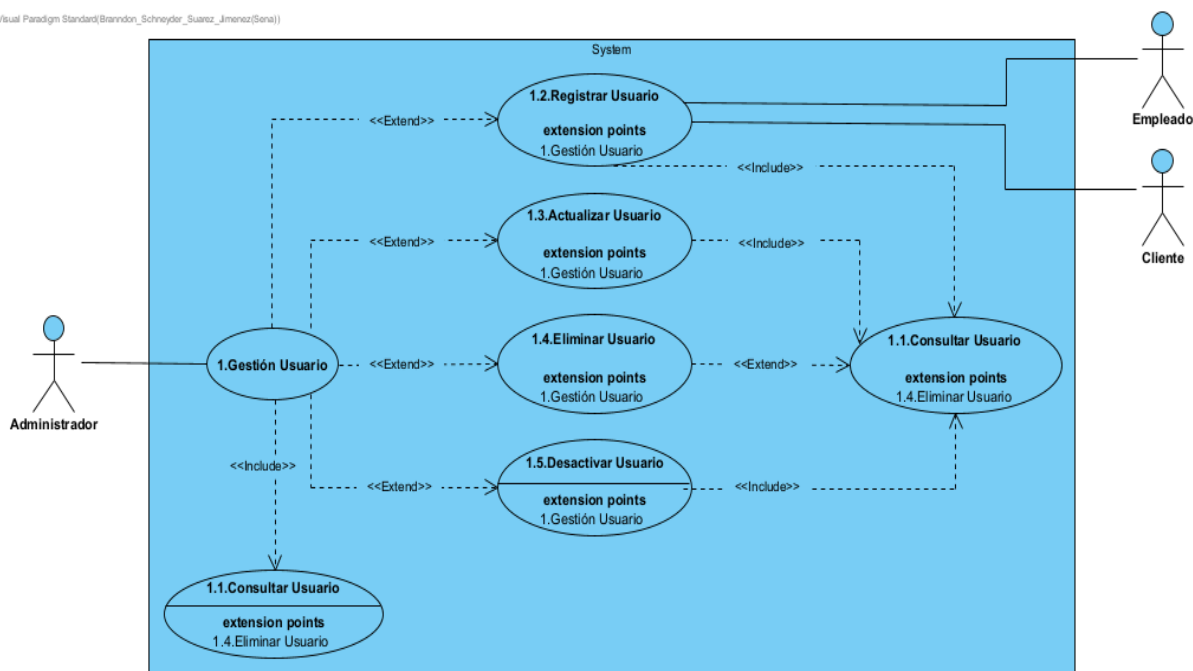 Visual Paradigm Standard(Branndon_Schneyder_Suarez_Jimenez(Sena))
System
1.2.Registrar Usuario
extension points
1.Gestión Usuario
<<Extend>>
<<Include>>
Empleado
Cliente
1.3.Actualizar Usuario
extension points
1.Gestión Usuario
<<Extend>>
<<Include>>
1.4.Eliminar Usuario
extension points
1.Gestión Usuario
<<Extend>>
<<Extend>>
1.1.Consultar Usuario
extension points
1.4.Eliminar Usuario
1.Gestión Usuario
Administrador
<<Include>>
1.5.Desactivar Usuario
extension points
1.Gestión Usuario
<<Extend>>
<<Include>>
1.1.Consultar Usuario
extension points
1.4.Eliminar Usuario